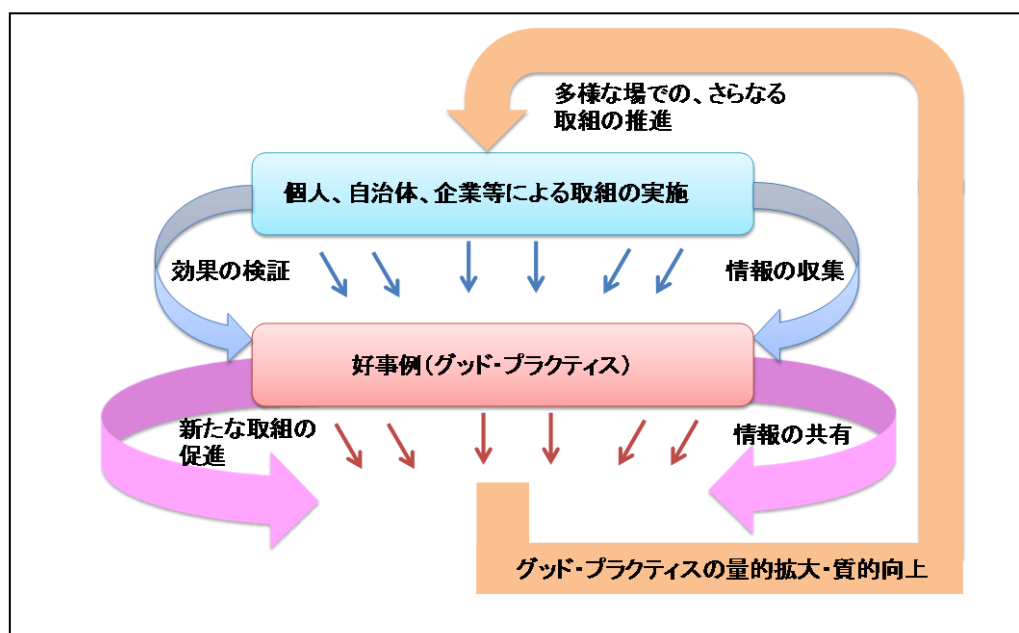 多様な場での、さらなる
取組の推進
個人、自治体、企業等による取組の実施
効果の検証
情報の収集
好事例(グッド・プラクティス)
新たな取組の
促進
情報の共有
グッド・プラクティスの量的拡大・質的向上